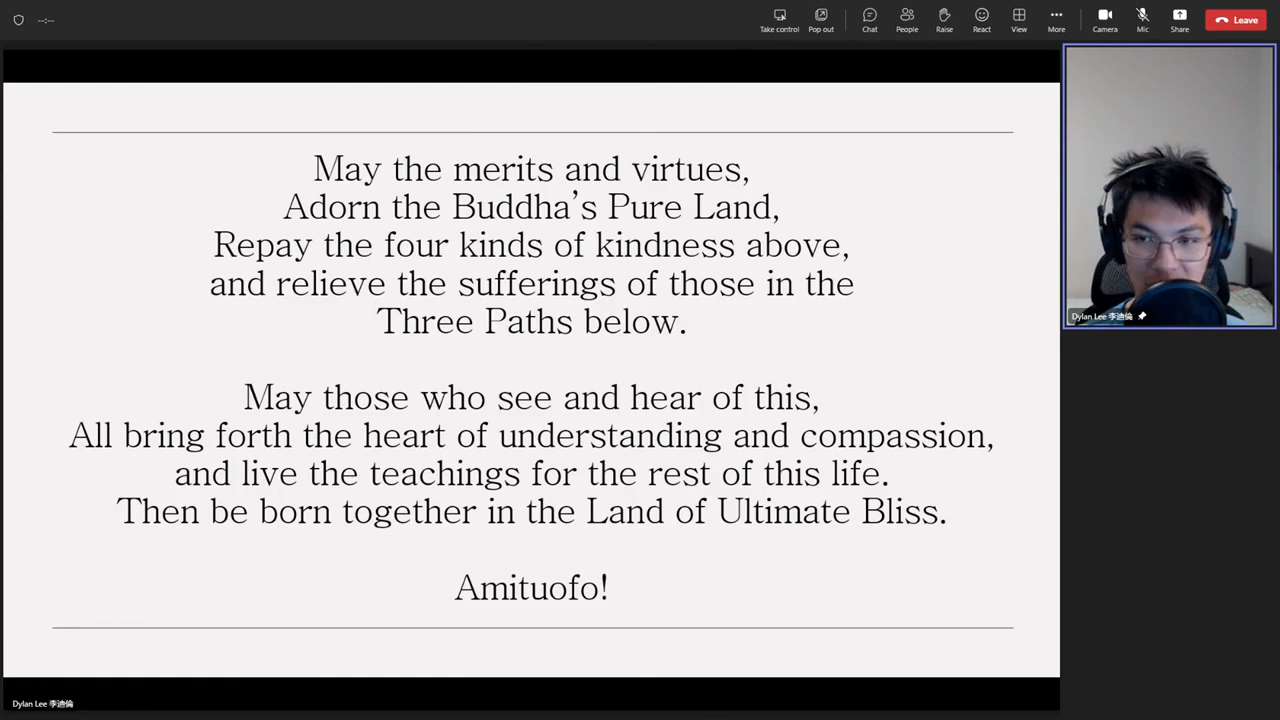 --:--
Take control
Pop out
Chat
People
Raise
React
View
More
Camera
Mic
Share
Leave
May the merits and virtues,
Adorn the Buddha’s Pure Land,
Repay the four kinds of kindness above,
and relieve the sufferings of those in the
Three Paths below.
May those who see and hear of this,
All bring forth the heart of understanding and compassion,
and live the teachings for the rest of this life.
Then be born together in the Land of Ultimate Bliss.
Amituofo!
Dylan Lee 李迪倫
Dylan Lee 李迪倫